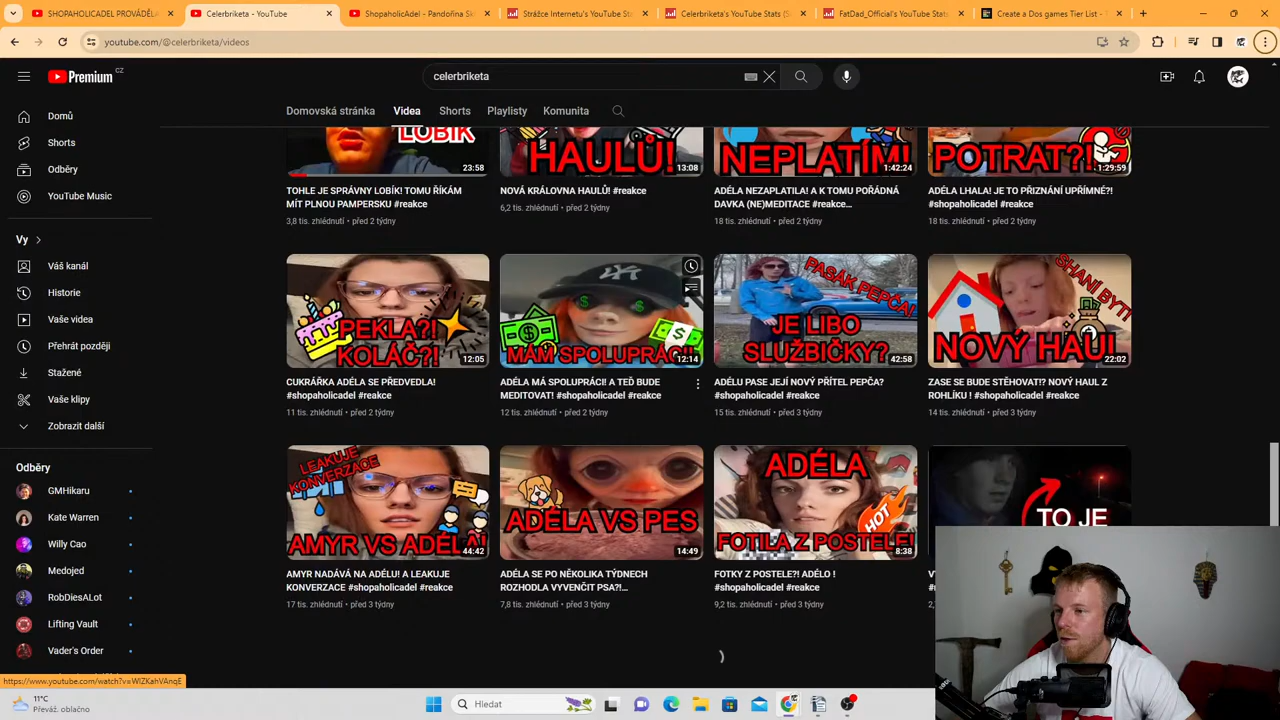 SHOPAHOLICADEL PROVÁDĚL
Celerbriketa - YouTube
ShopaholicAdel - Pandořina Sk
Strážce Internetu's YouTube Sta
Celerbriketa's YouTube Stats (S
FatDad_Official's YouTube Stats
Create a Dos games Tier List -
youtube.com/@celerbriketa/videos
Premium CZ
celerbriketa
Domovská stránka
Videa
Shorts
Playlisty
Komunita
Domů
Shorts
Odběry
YouTube Music
Vy
Váš kanál
Historie
Vaše videa
Přehrát později
Stažené
Vaše klipy
Zobrazit další
Odběry
GMHikaru
Kate Warren
Willy Cao
Medojed
RobDiesALot
Lifting Vault
Vader's Order
LOBÍK
23:58
TOHLE JE SPRÁVNY LOBÍK! TOMU ŘÍKÁM
MÍT PLNOU PAMPERSKU #reakce
3,8 tis. zhlédnutí • před 2 týdny
HAULŮ!
13:08
NOVÁ KRÁLOVNA HAULŮ! #reakce
6,2 tis. zhlédnutí • před 2 týdny
NEPLATÍM!
1:42:24
ADÉLA NEZAPLATILA! A K TOMU POŘÁDNÁ
DAVKA (NE)MEDITACE #reakce...
18 tis. zhlédnutí • před 2 týdny
POTRAT?!
1:29:59
ADÉLA LHALA! JE TO PŘIZNÁNI UPŘÍMNÉ?!
#shopaholicadel #reakce
18 tis. zhlédnutí • před 2 týdny
PEKLA?!
KOLÁČ?!
12:05
CUKRÁŘKA ADÉLA SE PŘEDVEDLA!
#shopaholicadel #reakce
11 tis. zhlédnutí • před 2 týdny
MÁM SPOLUPRÁCI!
12:14
ADÉLA MÁ SPOLUPRÁCI! A TEĎ BUDE
MEDITOVAT! #shopaholicadel #reakce
12 tis. zhlédnutí • před 2 týdny
PASÁK PEPČA!
JE LIBO
SLUŽBIČKY?
42:58
ADÉLU PASE JEJÍ NOVÝ PŘÍTEL PEPČA?
#shopaholicadel #reakce
15 tis. zhlédnutí • před 3 týdny
SHANÍ BYT!
NOVÝ HAUL
22:02
ZASE SE BUDE STĚHOVAT!? NOVÝ HAUL Z
ROHLÍKU ! #shopaholicadel #reakce
14 tis. zhlédnutí • před 3 týdny
LEAKUJE
KONVERZACE
AMYR VS ADÉLA!
44:42
AMYR NADÁVÁ NA ADÉLU! A LEAKUJE
KONVERZACE #shopaholicadel #reakce
17 tis. zhlédnutí • před 3 týdny
ADÉLA VS PES
14:49
ADÉLA SE PO NĚKOLIKA TÝDNECH
ROZHODLA VYVENČIT PSA?!...
7,8 tis. zhlédnutí • před 3 týdny
ADÉLA
HOT
FOTILA Z POSTELE!
8:38
FOTKY Z POSTELE?! ADÉLO !
#shopaholicadel #reakce
9,2 tis. zhlédnutí • před 3 týdny
TO JE
https://www.youtube.com/watch?v=WlZKahVAnqE
11°C
Převáž. oblačno
Hledat